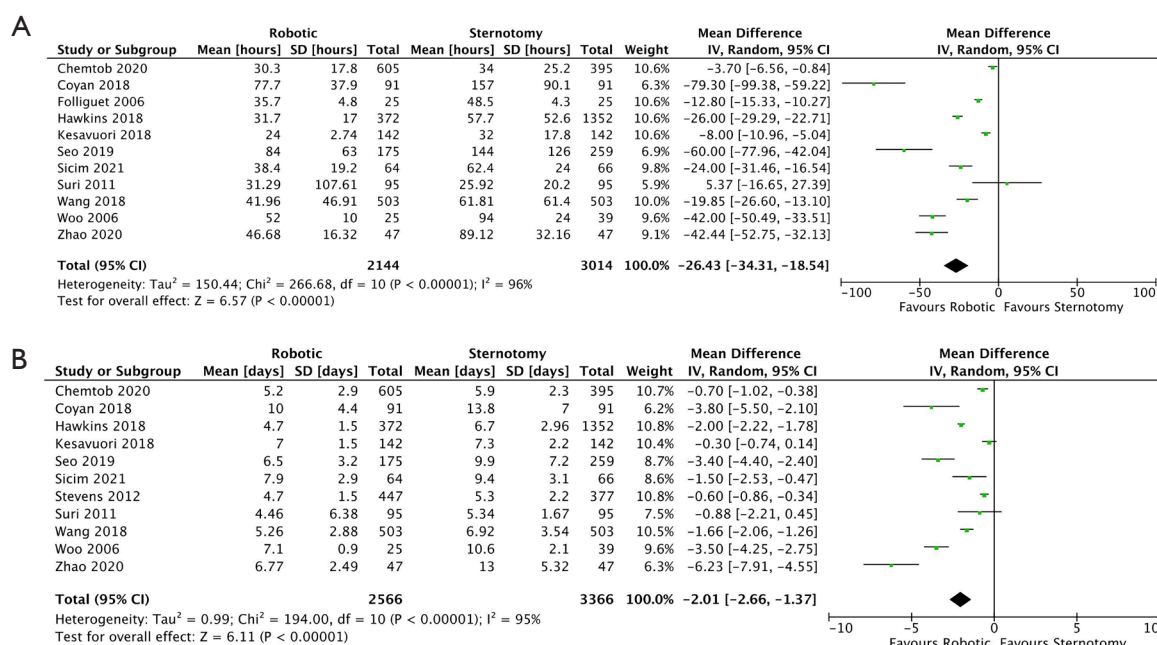 A
Robotic Sternotomy Mean Difference Mean Difference
Study or Subgroup Mean [hours] SD [hours] Total Mean [hours] SD [hours] Total Weight IV, Random, 95% CI IV, Random, 95% CI
Chemtob 2020 30.3 17.8 605 34 25.2 395 10.6% -3.70 [-6.56, -0.84]
Coyan 2018 77.7 37.9 91 157 90.1 91 6.3% -79.30 [-99.38, -59.22]
Folliguet 2006 35.7 4.8 25 48.5 4.3 25 10.6% -12.80 [-15.33, -10.27]
Hawkins 2018 31.7 17 372 57.7 52.6 1352 10.6% -26.00 [-29.29, -22.71]
Kesavuori 2018 24 2.74 142 32 17.8 142 10.6% -8.00 [-10.96, -5.04]
Seo 2019 84 63 175 144 126 259 6.9% -60.00 [-77.96, -42.04]
Sicim 2021 38.4 19.2 64 62.4 24 66 9.8% -24.00 [-31.46, -16.54]
Suri 2011 31.29 107.61 95 25.92 20.2 95 5.9% 5.37 [-16.65, 27.39]
Wang 2018 41.96 46.91 503 61.81 61.4 503 10.0% -19.85 [-26.60, -13.10]
Woo 2006 52 10 25 94 24 39 9.6% -42.00 [-50.49, -33.51]
Zhao 2020 46.68 16.32 47 89.12 32.16 47 9.1% -42.44 [-52.75, -32.13]
Total (95% CI) 2144 3014 100.0% -26.43 [-34.31, -18.54]
Heterogeneity: Tau² = 150.44; Chi² = 266.68, df = 10 (P < 0.00001); I² = 96%
Test for overall effect: Z = 6.57 (P < 0.00001)
-100 -50 0 50 100
Favours Robotic Favours Sternotomy
B
Robotic Sternotomy Mean Difference Mean Difference
Study or Subgroup Mean [days] SD [days] Total Mean [days] SD [days] Total Weight IV, Random, 95% CI IV, Random, 95% CI
Chemtob 2020 5.2 2.9 605 5.9 2.3 395 10.7% -0.70 [-1.02, -0.38]
Coyan 2018 10 4.4 91 13.8 7 91 6.2% -3.80 [-5.50, -2.10]
Hawkins 2018 4.7 1.5 372 6.7 2.96 1352 10.8% -2.00 [-2.22, -1.78]
Kesavuori 2018 7 1.5 142 7.3 2.2 142 10.4% -0.30 [-0.74, 0.14]
Seo 2019 6.5 3.2 175 9.9 7.2 259 8.7% -3.40 [-4.40, -2.40]
Sicim 2021 7.9 2.9 64 9.4 3.1 66 8.6% -1.50 [-2.53, -0.47]
Stevens 2012 4.7 1.5 447 5.3 2.2 377 10.8% -0.60 [-0.86, -0.34]
Suri 2011 4.46 6.38 95 5.34 1.67 95 7.5% -0.88 [-2.21, 0.45]
Wang 2018 5.26 2.88 503 6.92 3.54 503 10.5% -1.66 [-2.06, -1.26]
Woo 2006 7.1 0.9 25 10.6 2.1 39 9.6% -3.50 [-4.25, -2.75]
Zhao 2020 6.77 2.49 47 13 5.32 47 6.3% -6.23 [-7.91, -4.55]
Total (95% CI) 2566 3366 100.0% -2.01 [-2.66, -1.37]
Heterogeneity: Tau² = 0.99; Chi² = 194.00, df = 10 (P < 0.00001); I² = 95%
Test for overall effect: Z = 6.11 (P < 0.00001)
-10 -5 0 5 10
Favours Robotic Favours Sternotomy